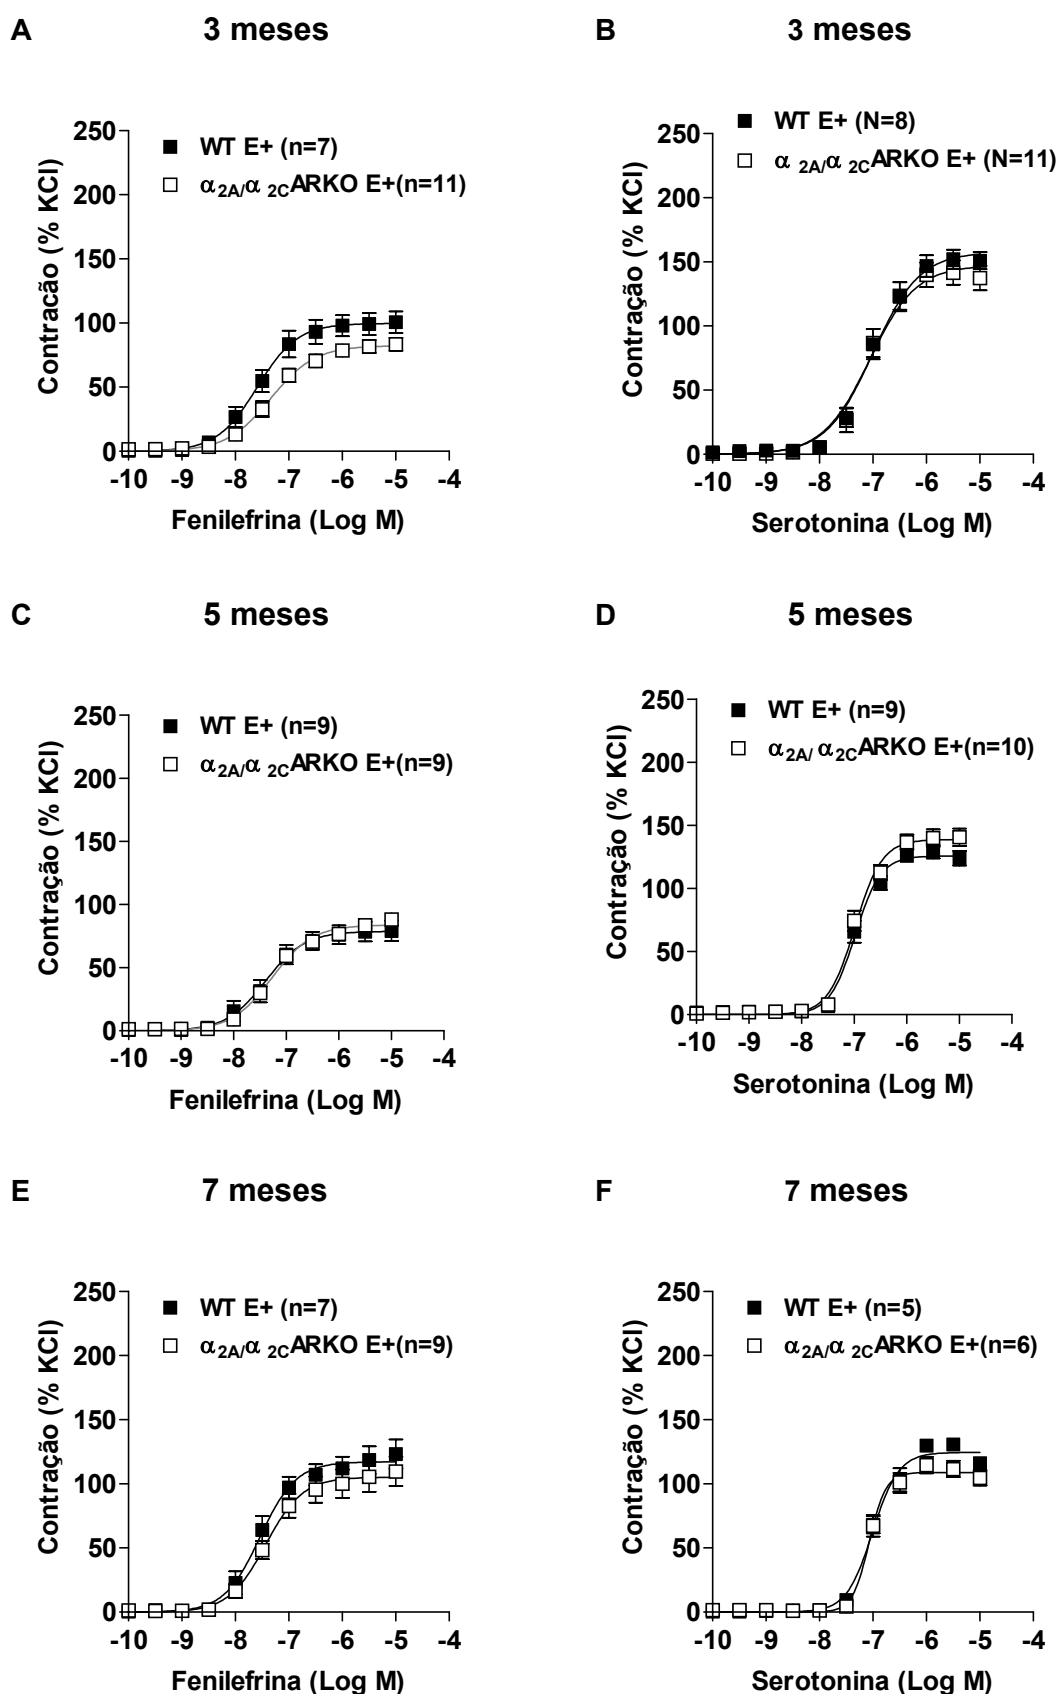 A 3 meses
250
200
150
100
50
0
Contração (% KCl)
WT E+ (n=7)
α2A/α 2CARKO E+(n=11)
-10 -9 -8 -7 -6 -5 -4
Fenilefrina (Log M)
B 3 meses
250
200
150
100
50
0
Contração (% KCl)
WT E+ (N=8)
α 2A/α 2CARKO E+ (N=11)
-10 -9 -8 -7 -6 -5 -4
Serotonina (Log M)
C 5 meses
250
200
150
100
50
0
Contração (% KCl)
WT E+ (n=9)
α2A/α 2CARKO E+(n=9)
-10 -9 -8 -7 -6 -5 -4
Fenilefrina (Log M)
D 5 meses
250
200
150
100
50
0
Contração (% KCl)
WT E+ (n=9)
α2A/ α 2CARKO E+(n=10)
-10 -9 -8 -7 -6 -5 -4
Serotonina (Log M)
E 7 meses
250
200
150
100
50
0
Contração (% KCl)
WT E+ (n=7)
α2A/α 2CARKO E+(n=9)
-10 -9 -8 -7 -6 -5 -4
Fenilefrina (Log M)
F 7 meses
250
200
150
100
50
0
Contração (% KCl)
WT E+ (n=5)
α2A/α 2CARKO E+(n=6)
-10 -9 -8 -7 -6 -5 -4
Serotonina (Log M)